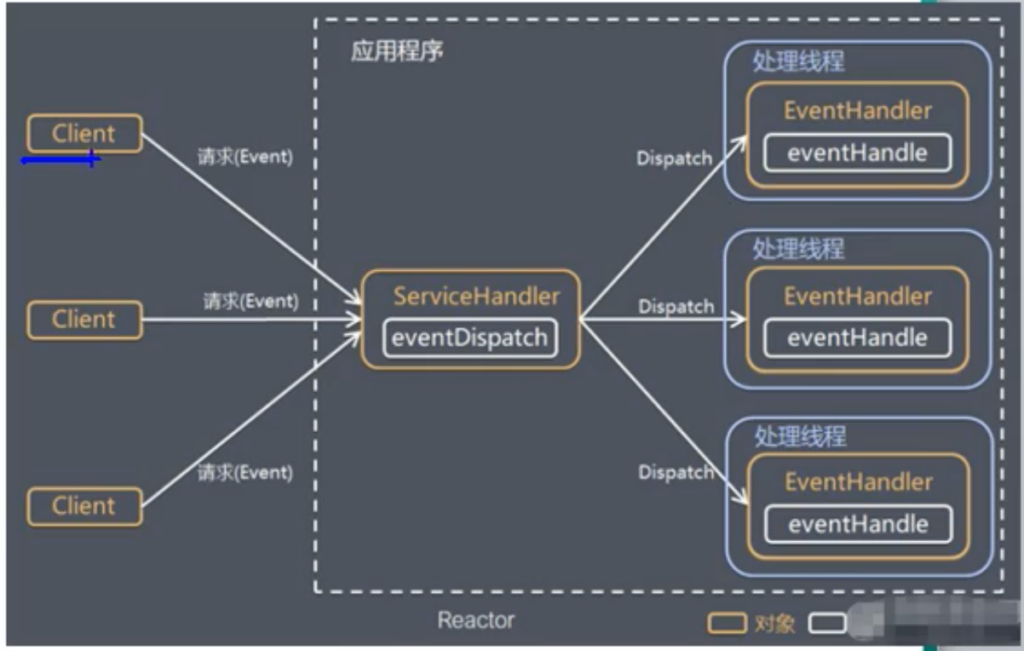 应用程序
处理线程
EventHandler
eventHandle
Client
请求(Event)
Dispatch
处理线程
EventHandler
eventHandle
Client
请求(Event)
ServiceHandler
eventDispatch
Dispatch
处理线程
EventHandler
eventHandle
Client
请求(Event)
Dispatch
Reactor
对象